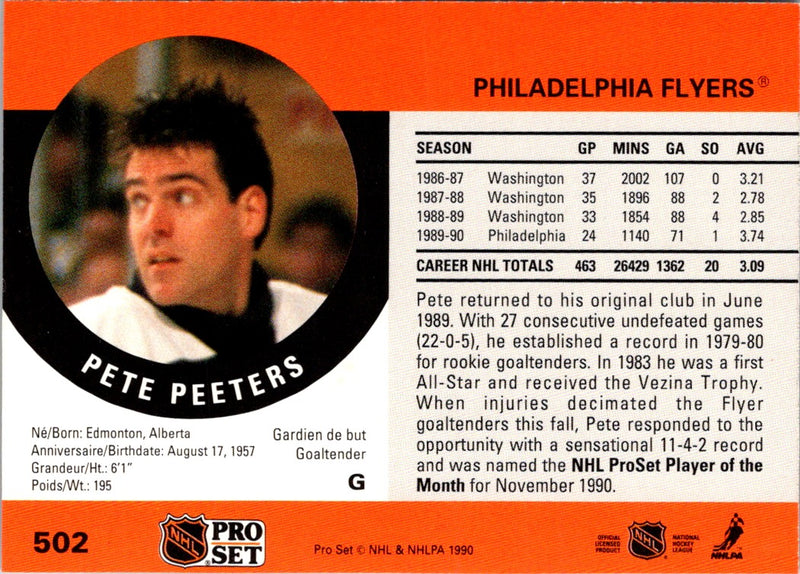 PHILADELPHIA FLYERS®
SEASON GP MINS GA SO AVG
1986-87 Washington 37 2002 107 0 3.21
1987-88 Washington 35 1896 88 2 2.78
1988-89 Washington 33 1854 88 4 2.85
1989-90 Philadelphia 24 1140 71 1 3.74
CAREER NHL TOTALS 463 26429 1362 20 3.09
Pete returned to his original club in June
1989. With 27 consecutive undefeated games
(22-0-5), he established a record in 1979-80
for rookie goaltenders. In 1983 he was a first
All-Star and received the Vezina Trophy.
When injuries decimated the Flyer
goaltenders this fall, Pete responded to the
opportunity with a sensational 11-4-2 record
and was named the NHL ProSet Player of the
Month for November 1990.
PETE PEETERS
Né/Born: Edmonton, Alberta
Anniversaire/Birthdate: August 17, 1957
Grandeur/Ht.: 6'1"
Poids/Wt.: 195
Gardien de but
Goaltender
G
502
NHL
PRO
SET
Pro Set © NHL & NHLPA 1990
OFFICIAL
LICENSED
PRODUCT
NHL
NATIONAL
HOCKEY
LEAGUE
NHLPA